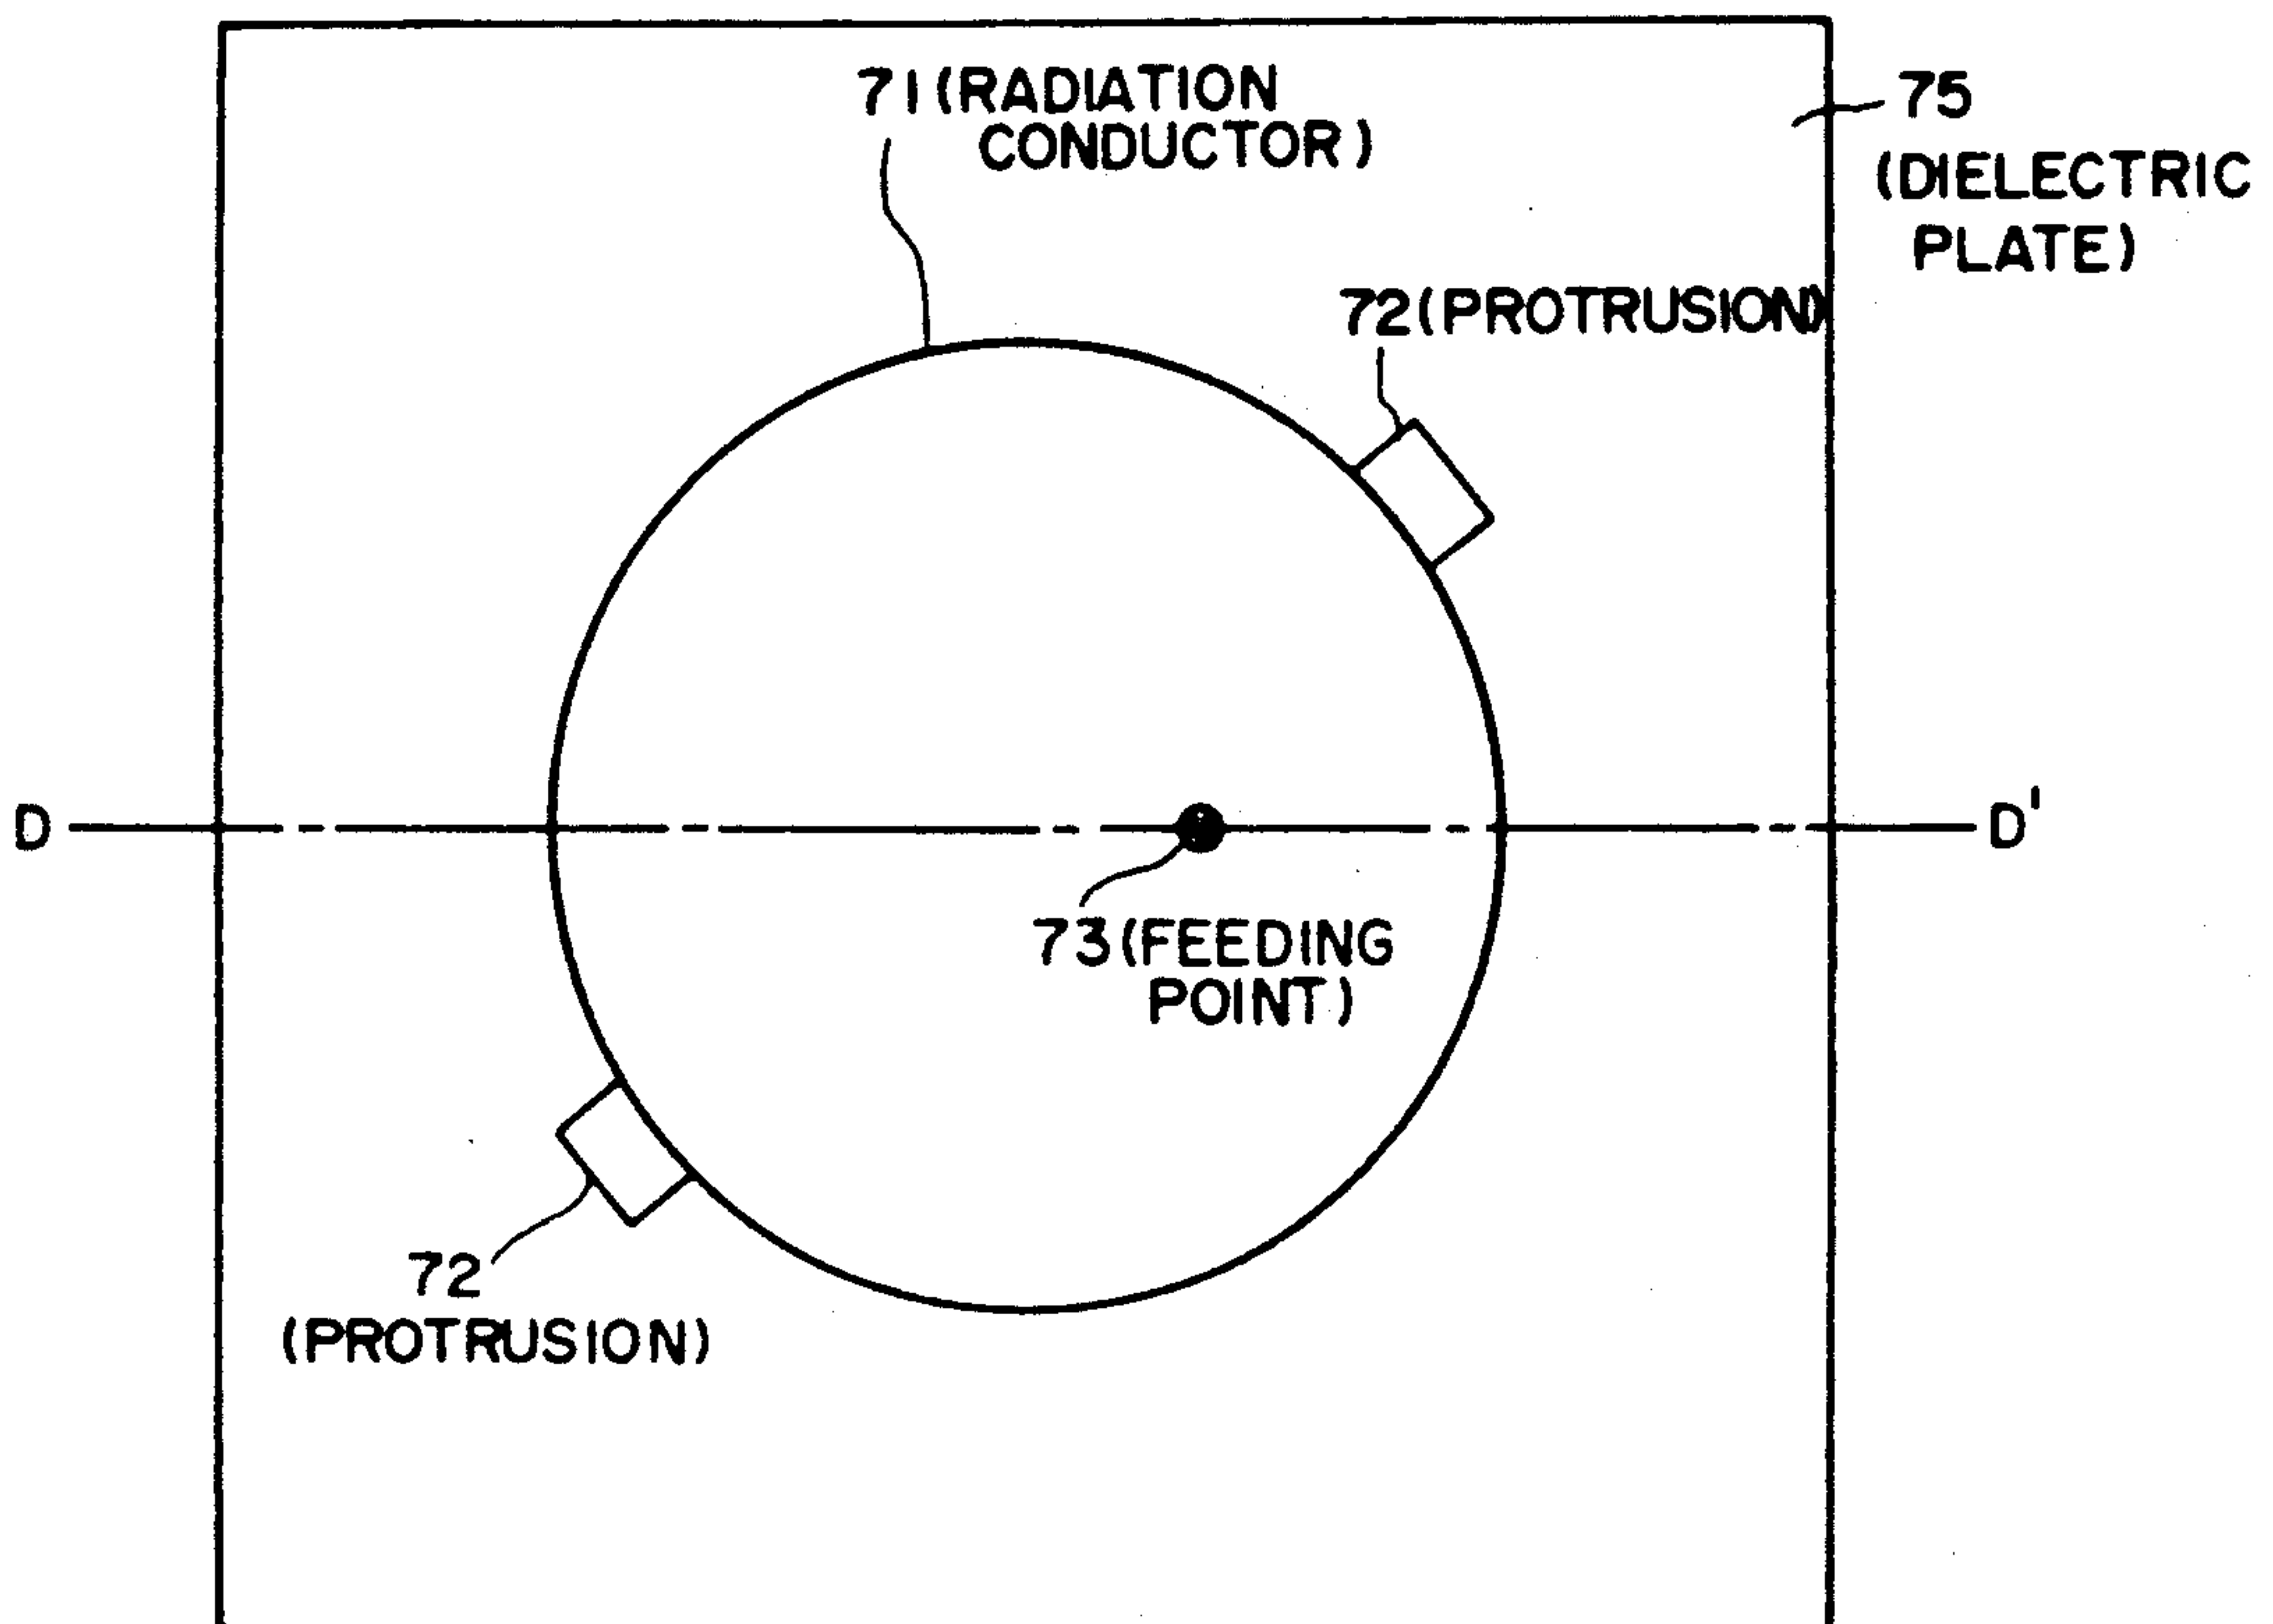 71 (RADIATION
CONDUCTOR)
75
(DIELECTRIC
PLATE)
72 (PROTRUSION)
D
D'
73 (FEEDING
POINT)
72
(PROTRUSION)